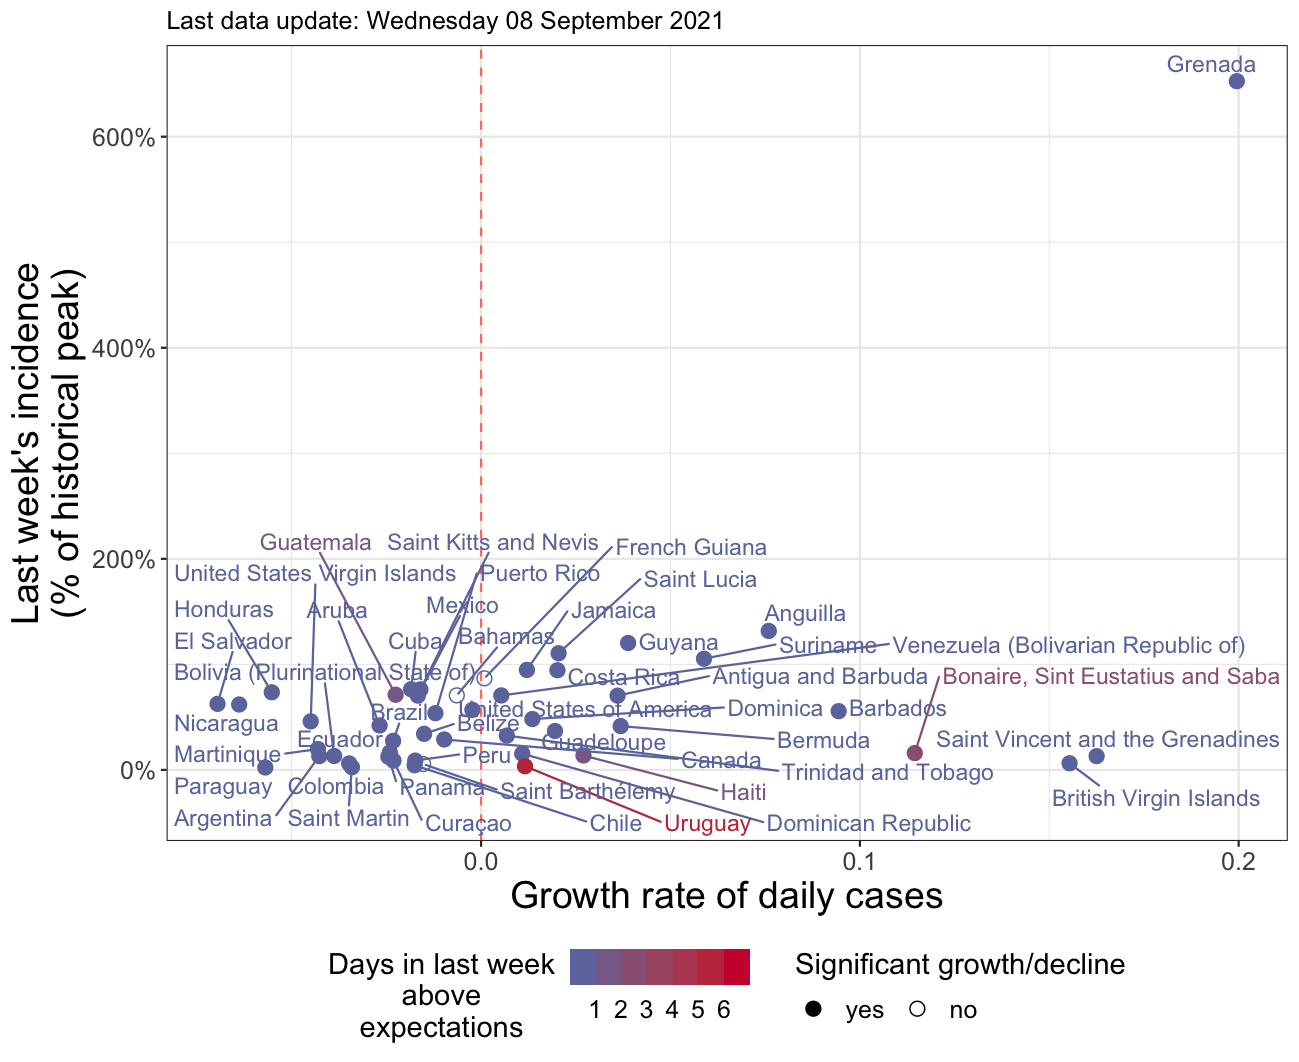 Last data update: Wednesday 08 September 2021
Grenada
600%
400%
200%
0%
Last week's incidence
(% of historical peak)
Guatemala
Saint Kitts and Nevis
French Guiana
United States Virgin Islands
Puerto Rico
Saint Lucia
Honduras
Aruba
Mexico
Jamaica
Anguilla
El Salvador
Cuba
Bahamas
Guyana
Suriname
Venezuela (Bolivarian Republic of)
Bolivia (Plurinational State of)
Costa Rica
Antigua and Barbuda
Bonaire, Sint Eustatius and Saba
Nicaragua
Brazil
Belize
United States of America
Dominica
Barbados
Martinique
Ecuador
Peru
Guadeloupe
Canada
Bermuda
Saint Vincent and the Grenadines
Paraguay
Colombia
Panama
Saint Barthélemy
Haiti
Trinidad and Tobago
British Virgin Islands
Argentina
Saint Martin
Curaçao
Chile
Uruguay
Dominican Republic
0.0
0.1
0.2
Growth rate of daily cases
Days in last week
above
expectations
1 2 3 4 5 6
Significant growth/decline
yes
no